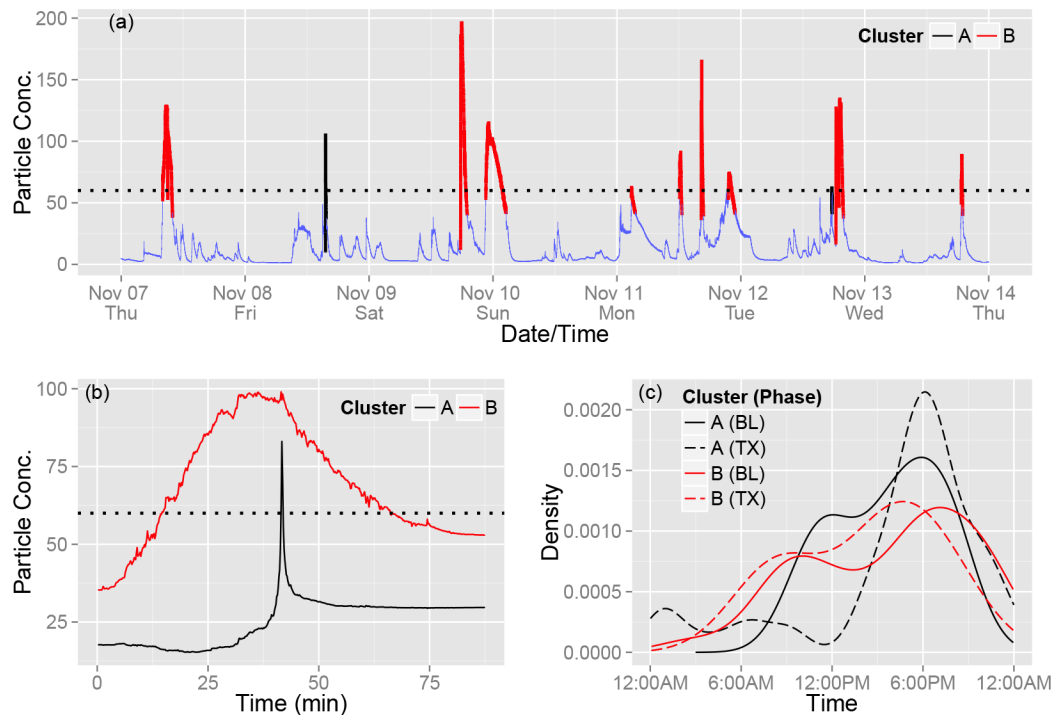 (a)
Cluster A B
Particle Conc.
200
150
100
50
0
Nov 07 Nov 08 Nov 09 Nov 10 Nov 11 Nov 12 Nov 13 Nov 14
Thu Fri Sat Sun Mon Tue Wed Thu
Date/Time
(b)
Cluster A B
Particle Conc.
100
75
50
25
0 25 50 75
Time (min)
(c)
Cluster (Phase)
A (BL)
A (TX)
B (BL)
B (TX)
Density
0.0020
0.0015
0.0010
0.0005
0.0000
12:00AM 6:00AM 12:00PM 6:00PM 12:00AM
Time